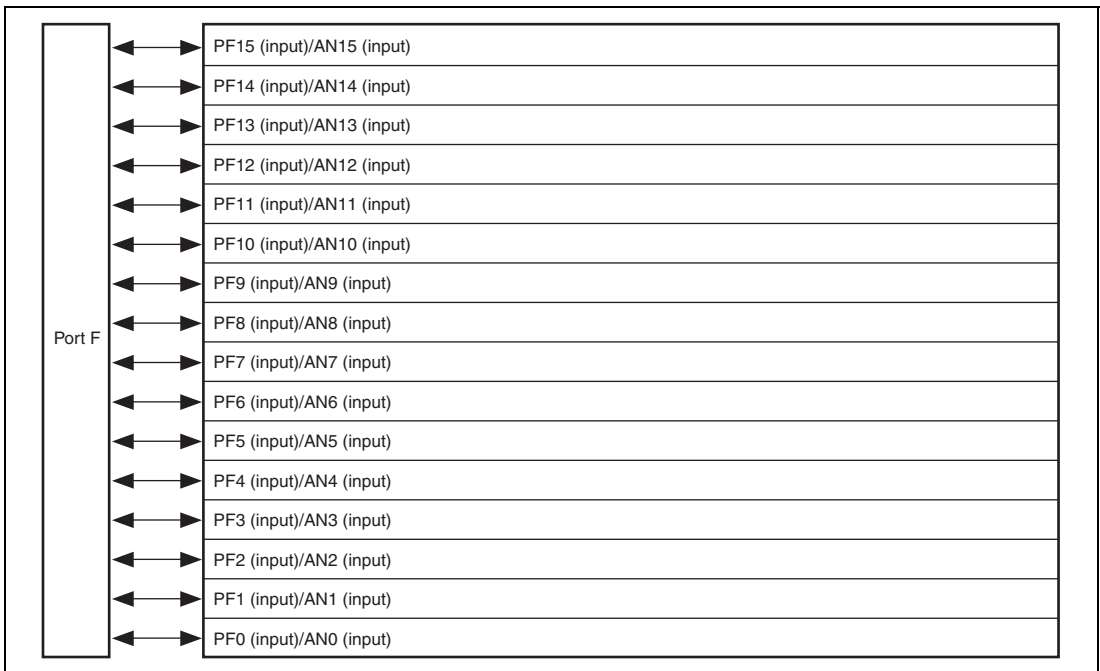 PF15 (input)/AN15 (input)
PF14 (input)/AN14 (input)
PF13 (input)/AN13 (input)
PF12 (input)/AN12 (input)
PF11 (input)/AN11 (input)
PF10 (input)/AN10 (input)
PF9 (input)/AN9 (input)
PF8 (input)/AN8 (input)
Port F
PF7 (input)/AN7 (input)
PF6 (input)/AN6 (input)
PF5 (input)/AN5 (input)
PF4 (input)/AN4 (input)
PF3 (input)/AN3 (input)
PF2 (input)/AN2 (input)
PF1 (input)/AN1 (input)
PF0 (input)/AN0 (input)